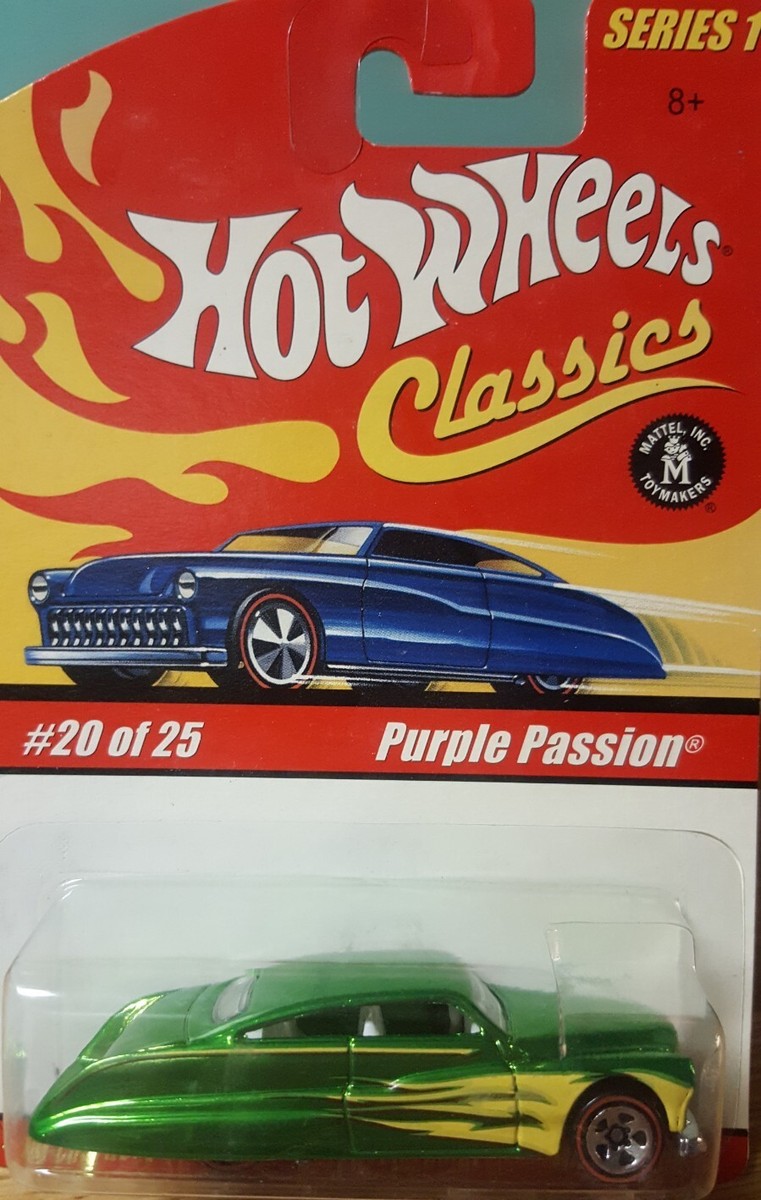 SERIES 1
8+
Hot Wheels®
Classics
MATTEL, INC.
M
TOYMAKERS
®
#20 of 25
Purple Passion®